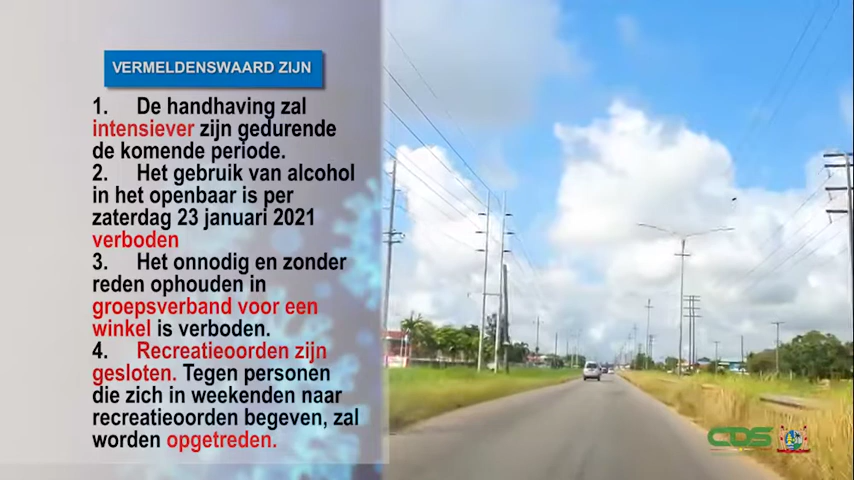 VERMELDENSWAARD ZIJN
1. De handhaving zal
intensiever zijn gedurende
de komende periode.
2. Het gebruik van alcohol
in het openbaar is per
zaterdag 23 januari 2021
verboden
3. Het onnodig en zonder
reden ophouden in
groepsverband voor een
winkel is verboden.
4. Recreatieoorden zijn
gesloten. Tegen personen
die zich in weekenden naar
recreatieoorden begeven, zal
worden opgetreden.
CDS